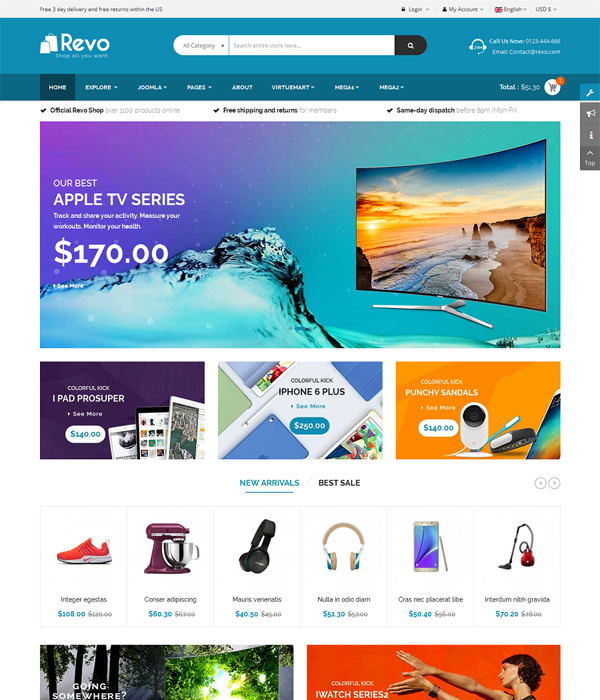 Free 3 day delivery and free returns within the US
Login
My Account
English
USD $
Revo
Shop all you want
All Category
Search entire store here...
24H
Call Us Now: 0123-444-666
Email: Contact@revo.com
HOME
EXPLORE
JOOMLA
PAGES
ABOUT
VIRTUEMART
MEGA1
MEGA2
Total : $51.30
Official Revo Shop over 1100 products online
Free shipping and returns for members
Same-day dispatch before 8pm (Mon-Fri)
Top
OUR BEST
APPLE TV SERIES
Track and share your activity. Measure your
workouts. Monitor your health.
$170.00
See More
COLORFUL KICK
I PAD PROSUPER
See More
$140.00
COLORFUL KICK
IPHONE 6 PLUS
See More
$250.00
COLORFUL KICK
PUNCHY SANDALS
See More
$140.00
NEW ARRIVALS / BEST SALE
Integer egestas
$108.00 $120.00
Conser adipiscing
$60.30 $67.00
Mauris venenatis
$40.50 $45.00
Nulla in odio diam
$51.30 $57.00
Cras nec placerat libe
$50.40 $56.00
Interdum nibh gravida
$70.20 $78.00
GOING
SOMEWHERE?
COLORFUL KICK
IWATCH SERIES2